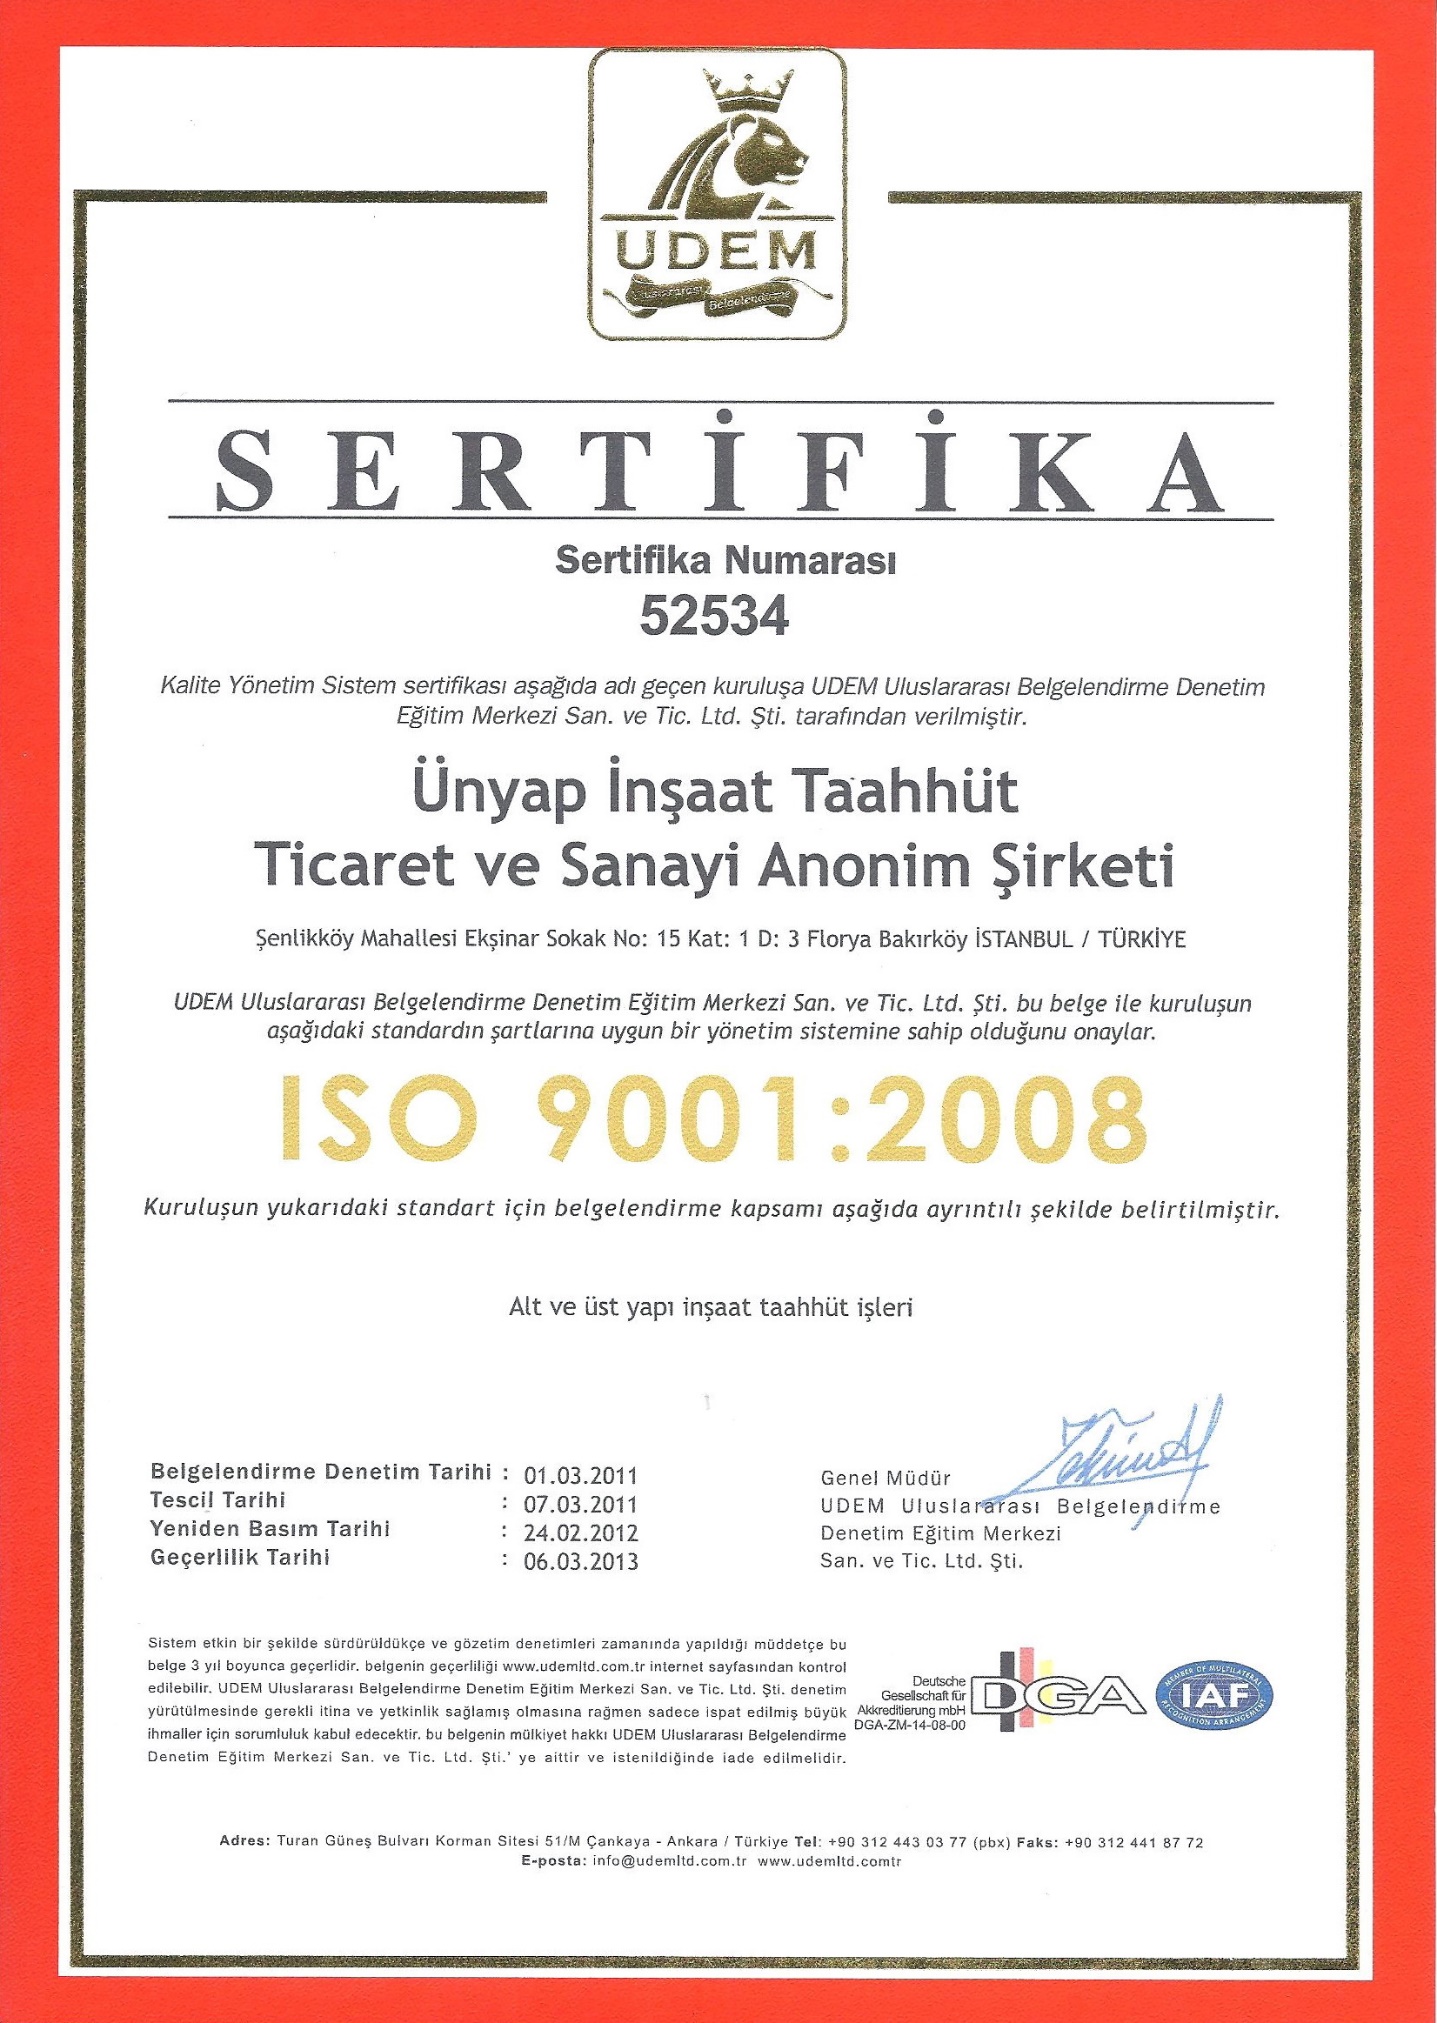 UDEM
Uluslararası Belgelendirme
SERTİFİKA
Sertifika Numarası
52534
Kalite Yönetim Sistem sertifikası aşağıda adı geçen kuruluşa UDEM Uluslararası Belgelendirme Denetim
Eğitim Merkezi San. ve Tic. Ltd. Şti. tarafından verilmiştir.
Ünyap İnşaat Taahhüt
Ticaret ve Sanayi Anonim Şirketi
Şenlikköy Mahallesi Ekşinar Sokak No: 15 Kat: 1 D: 3 Florya Bakırköy İSTANBUL / TÜRKİYE
UDEM Uluslararası Belgelendirme Denetim Eğitim Merkezi San. ve Tic. Ltd. Şti. bu belge ile kuruluşun
aşağıdaki standardın şartlarına uygun bir yönetim sistemine sahip olduğunu onaylar.
ISO 9001:2008
Kuruluşun yukarıdaki standart için belgelendirme kapsamı aşağıda ayrıntılı şekilde belirtilmiştir.
Alt ve üst yapı inşaat taahhüt işleri
Belgelendirme Denetim Tarihi : 01.03.2011
Tescil Tarihi : 07.03.2011
Yeniden Basım Tarihi : 24.02.2012
Geçerlilik Tarihi : 06.03.2013
Genel Müdür
UDEM Uluslararası Belgelendirme
Denetim Eğitim Merkezi
San. ve Tic. Ltd. Şti.
Sistem etkin bir şekilde sürdürüldükçe ve gözetim denetimleri zamanında yapıldığı müddetçe bu
belge 3 yıl boyunca geçerlidir. belgenin geçerliliği www.udemltd.com.tr internet sayfasından kontrol
edilebilir. UDEM Uluslararası Belgelendirme Denetim Eğitim Merkezi San. ve Tic. Ltd. Şti. denetim
yürütülmesinde gerekli itina ve yetkinlik sağlamış olmasına rağmen sadece ispat edilmiş büyük
ihmaller için sorumluluk kabul edecektir. bu belgenin mülkiyet hakkı UDEM Uluslararası Belgelendirme
Denetim Eğitim Merkezi San. ve Tic. Ltd. Şti.' ye aittir ve istenildiğinde iade edilmelidir.
Deutsche
Gesellschaft für
Akkreditierung mbH
DGA-ZM-14-08-00
DGA
MEMBER OF MULTILATERAL
IAF
RECOGNITION ARRANGEMENT
Adres: Turan Güneş Bulvarı Korman Sitesi 51/M Çankaya - Ankara / Türkiye Tel: +90 312 443 03 77 (pbx) Faks: +90 312 441 87 72
E-posta: info@udemltd.com.tr www.udemltd.comtr